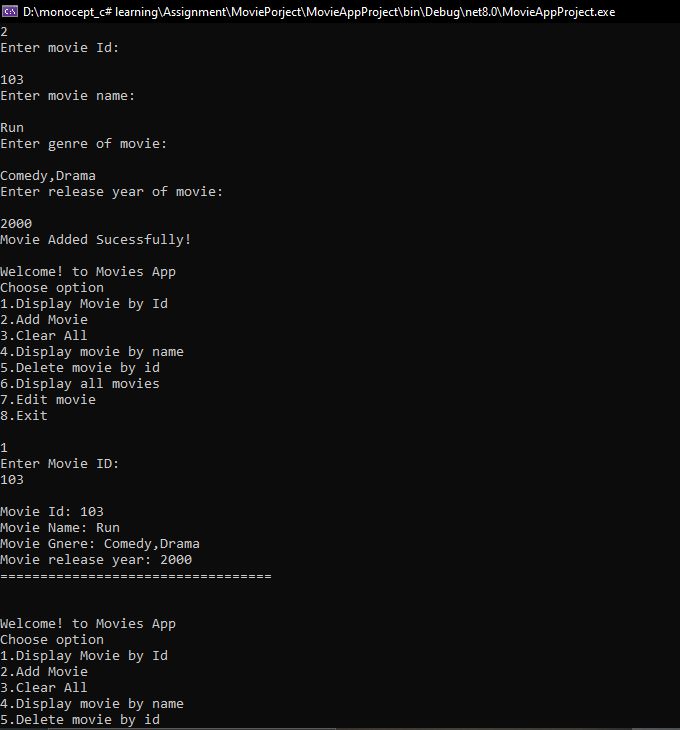 D:\monocept_c# learning\Assignment\MoviePorject\MovieAppProject\bin\Debug\net8.0\MovieAppProject.exe
2
Enter movie Id:
103
Enter movie name:
Run
Enter genre of movie:
Comedy,Drama
Enter release year of movie:
2000
Movie Added Sucessfully!
Welcome! to Movies App
Choose option
1.Display Movie by Id
2.Add Movie
3.Clear All
4.Display movie by name
5.Delete movie by id
6.Display all movies
7.Edit movie
8.Exit
1
Enter Movie ID:
103
Movie Id: 103
Movie Name: Run
Movie Gnere: Comedy,Drama
Movie release year: 2000
==================================
Welcome! to Movies App
Choose option
1.Display Movie by Id
2.Add Movie
3.Clear All
4.Display movie by name
5.Delete movie by id